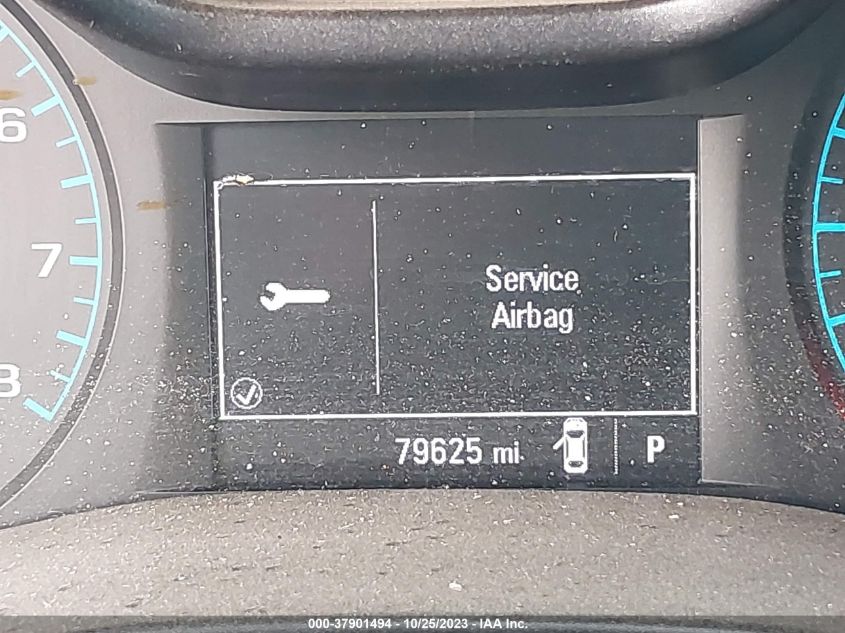 6
7
8
Service
Airbag
79625 mi
P
000-37901494 - 10/25/2023 - IAA Inc.